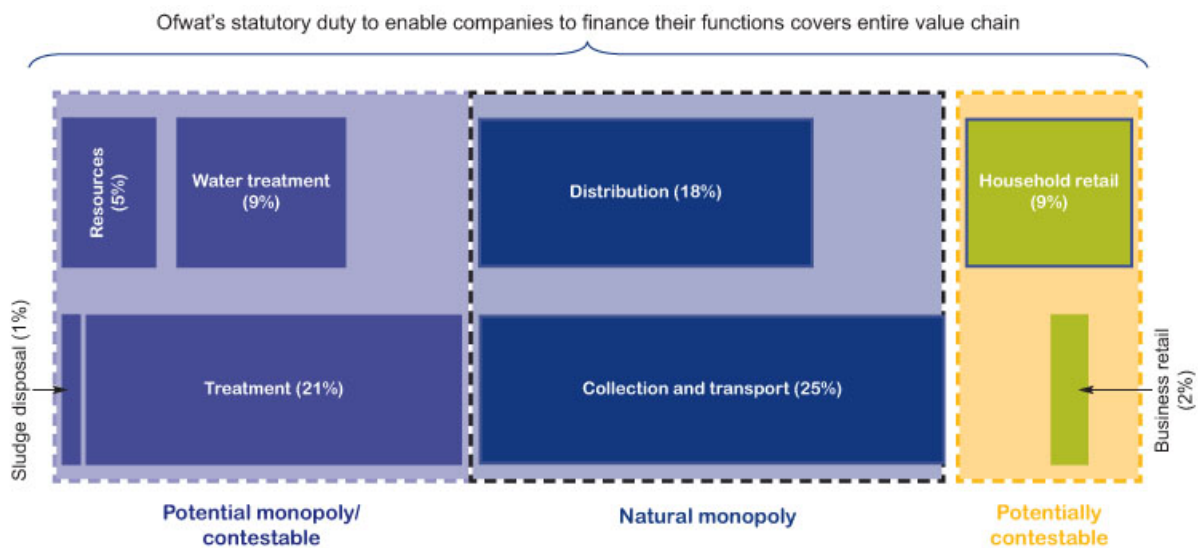 Ofwat's statutory duty to enable companies to finance their functions covers entire value chain
Resources
(5%)
Water treatment
(9%)
Distribution (18%)
Household retail
(9%)
Sludge disposal (1%)
Treatment (21%)
Collection and transport (25%)
Business retail
(2%)
Potential monopoly/
contestable
Natural monopoly
Potentially
contestable